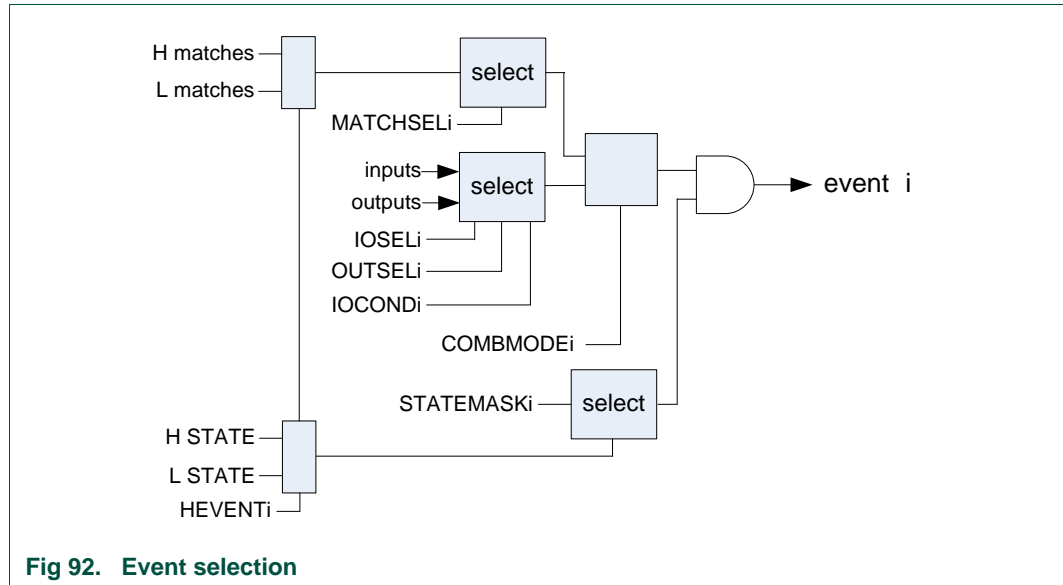 H matches
L matches
select
MATCHSELi
inputs
outputs
select
IOSELi
OUTSELi
IOCONDi
event i
COMBMODEi
STATEMASKi
select
H STATE
L STATE
HEVENTi
Fig 92. Event selection